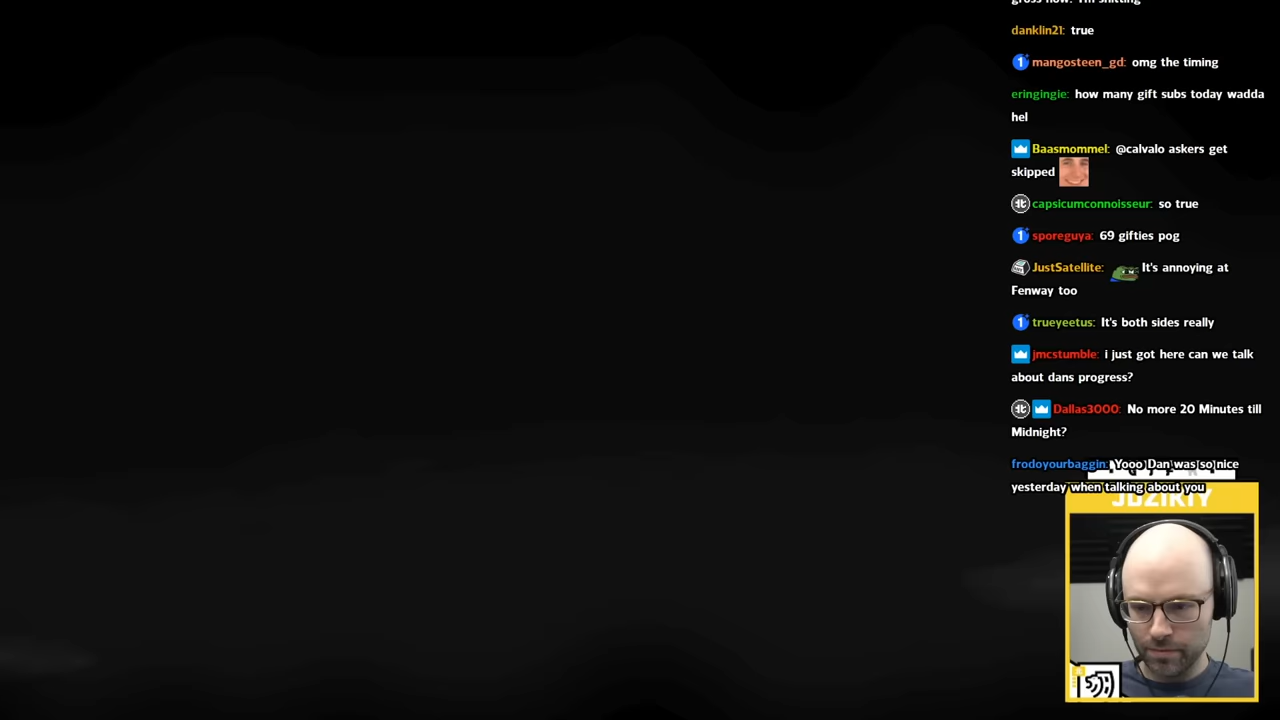 gross now. I'm shitting
danklin21: true
mangosteen_gd: omg the timing
eringingie: how many gift subs today wadda
hel
Baasmommel: @calvalo askers get
skipped
capsicumconnoisseur: so true
sporeguya: 69 gifties pog
JustSatellite: It's annoying at
Fenway too
trueyeetus: It's both sides really
jmcstumble: i just got here can we talk
about dans progress?
Dallas3000: No more 20 Minutes till
Midnight?
frodoyourbaggin: Yooo Dan was so nice
yesterday when talking about you